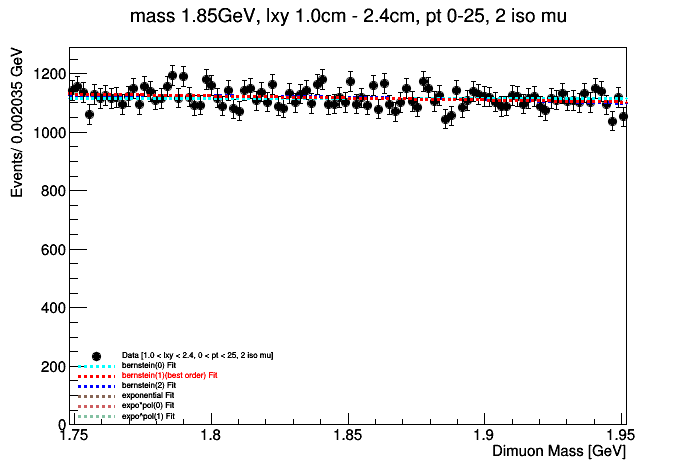 mass 1.85GeV, lxy 1.0cm - 2.4cm, pt 0-25, 2 iso mu
Events/ 0.002035 GeV
1200
1000
800
600
400
200
0
Data [1.0 < lxy < 2.4, 0 < pt < 25, 2 iso mu]
bernstein(0) Fit
bernstein(1)(best order) Fit
bernstein(2) Fit
exponential Fit
expo*pol(0) Fit
expo*pol(1) Fit
1.75 1.8 1.85 1.9 1.95
Dimuon Mass [GeV]